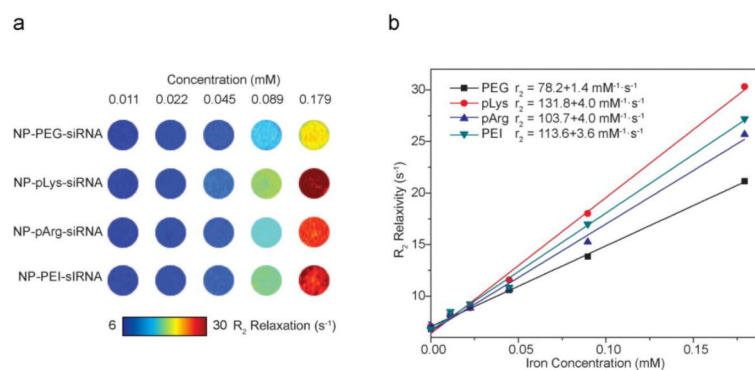 a
Concentration (mM)
0.011 0.022 0.045 0.089 0.179
NP-PEG-siRNA
NP-pLys-siRNA
NP-pArg-siRNA
NP-PEI-siRNA
6 30 R₂ Relaxation (s⁻¹)
b
PEG r₂ = 78.2+1.4 mM⁻¹·s⁻¹
pLys r₂ = 131.8+4.0 mM⁻¹·s⁻¹
pArg r₂ = 103.7+4.0 mM⁻¹·s⁻¹
PEI r₂ = 113.6+3.6 mM⁻¹·s⁻¹
R₂ Relaxivity (s⁻¹)
30
25
20
15
10
0.00 0.05 0.10 0.15
Iron Concentration (mM)